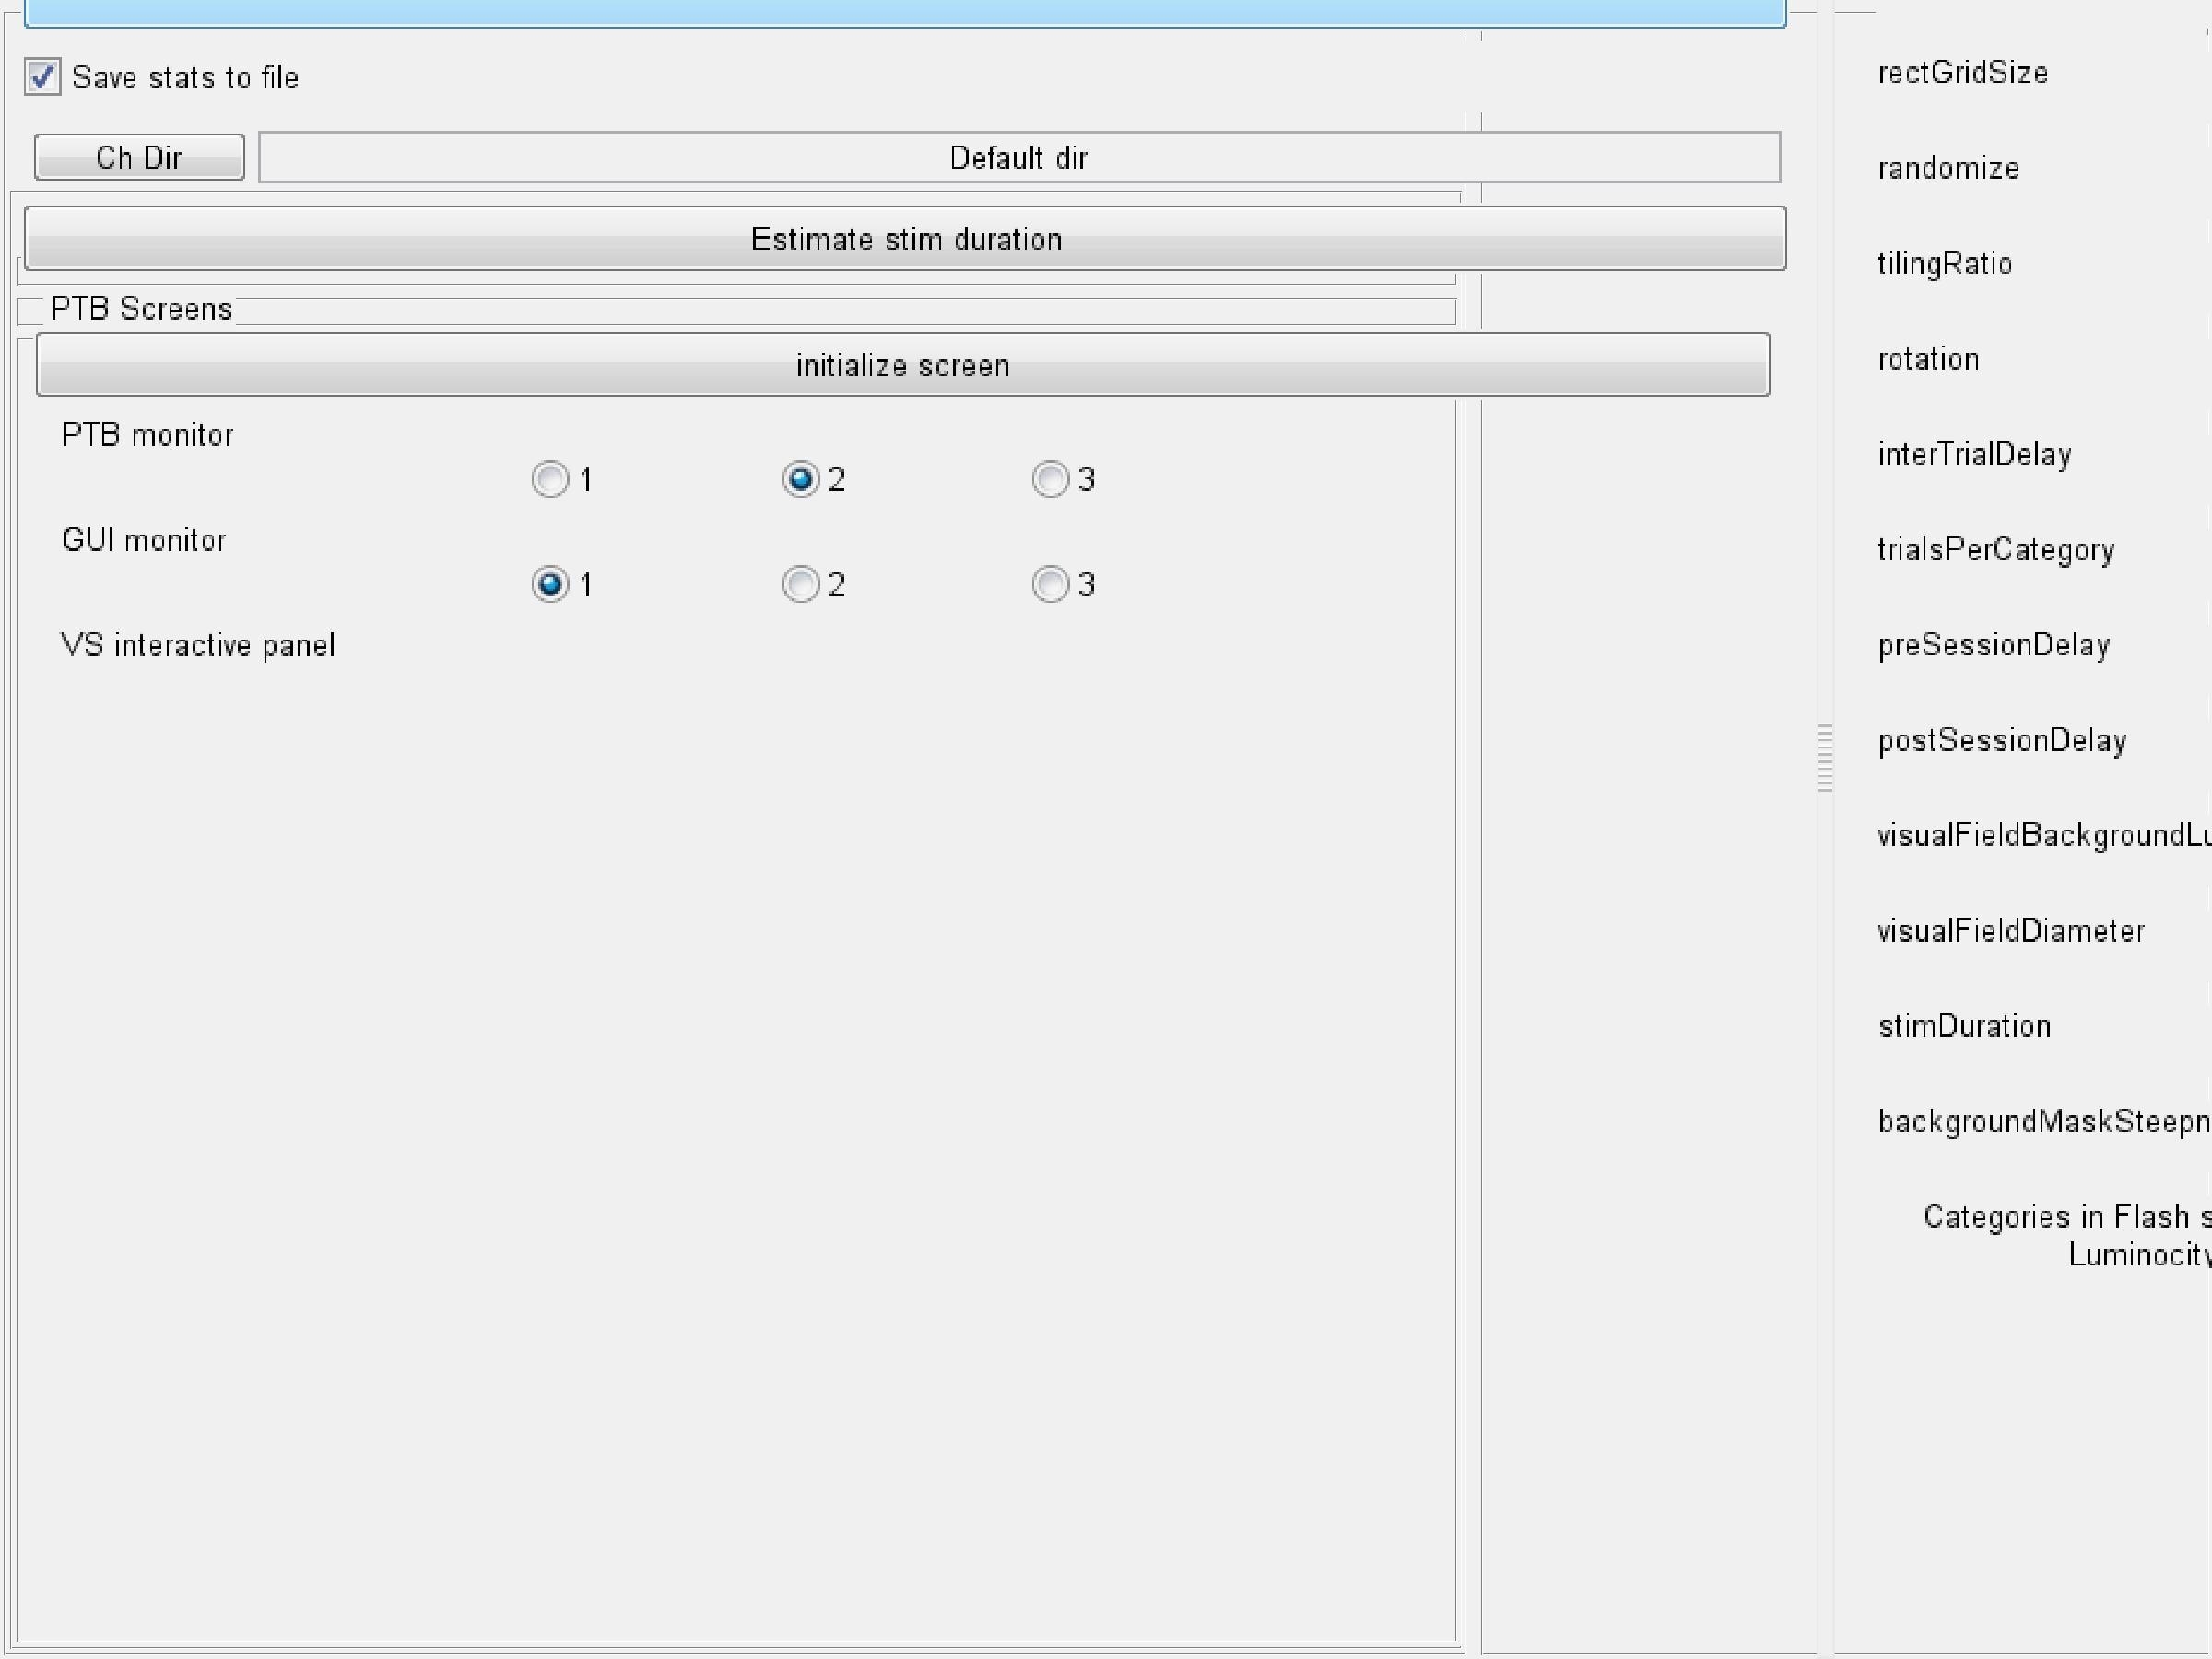 Save stats to file
Ch Dir
Default dir
Estimate stim duration
PTB Screens
initialize screen
PTB monitor
1 2 3
GUI monitor
1 2 3
VS interactive panel
rectGridSize
randomize
tilingRatio
rotation
interTrialDelay
trialsPerCategory
preSessionDelay
postSessionDelay
visualFieldBackgroundLu
visualFieldDiameter
stimDuration
backgroundMaskSteepn
Categories in Flash s
Luminocity